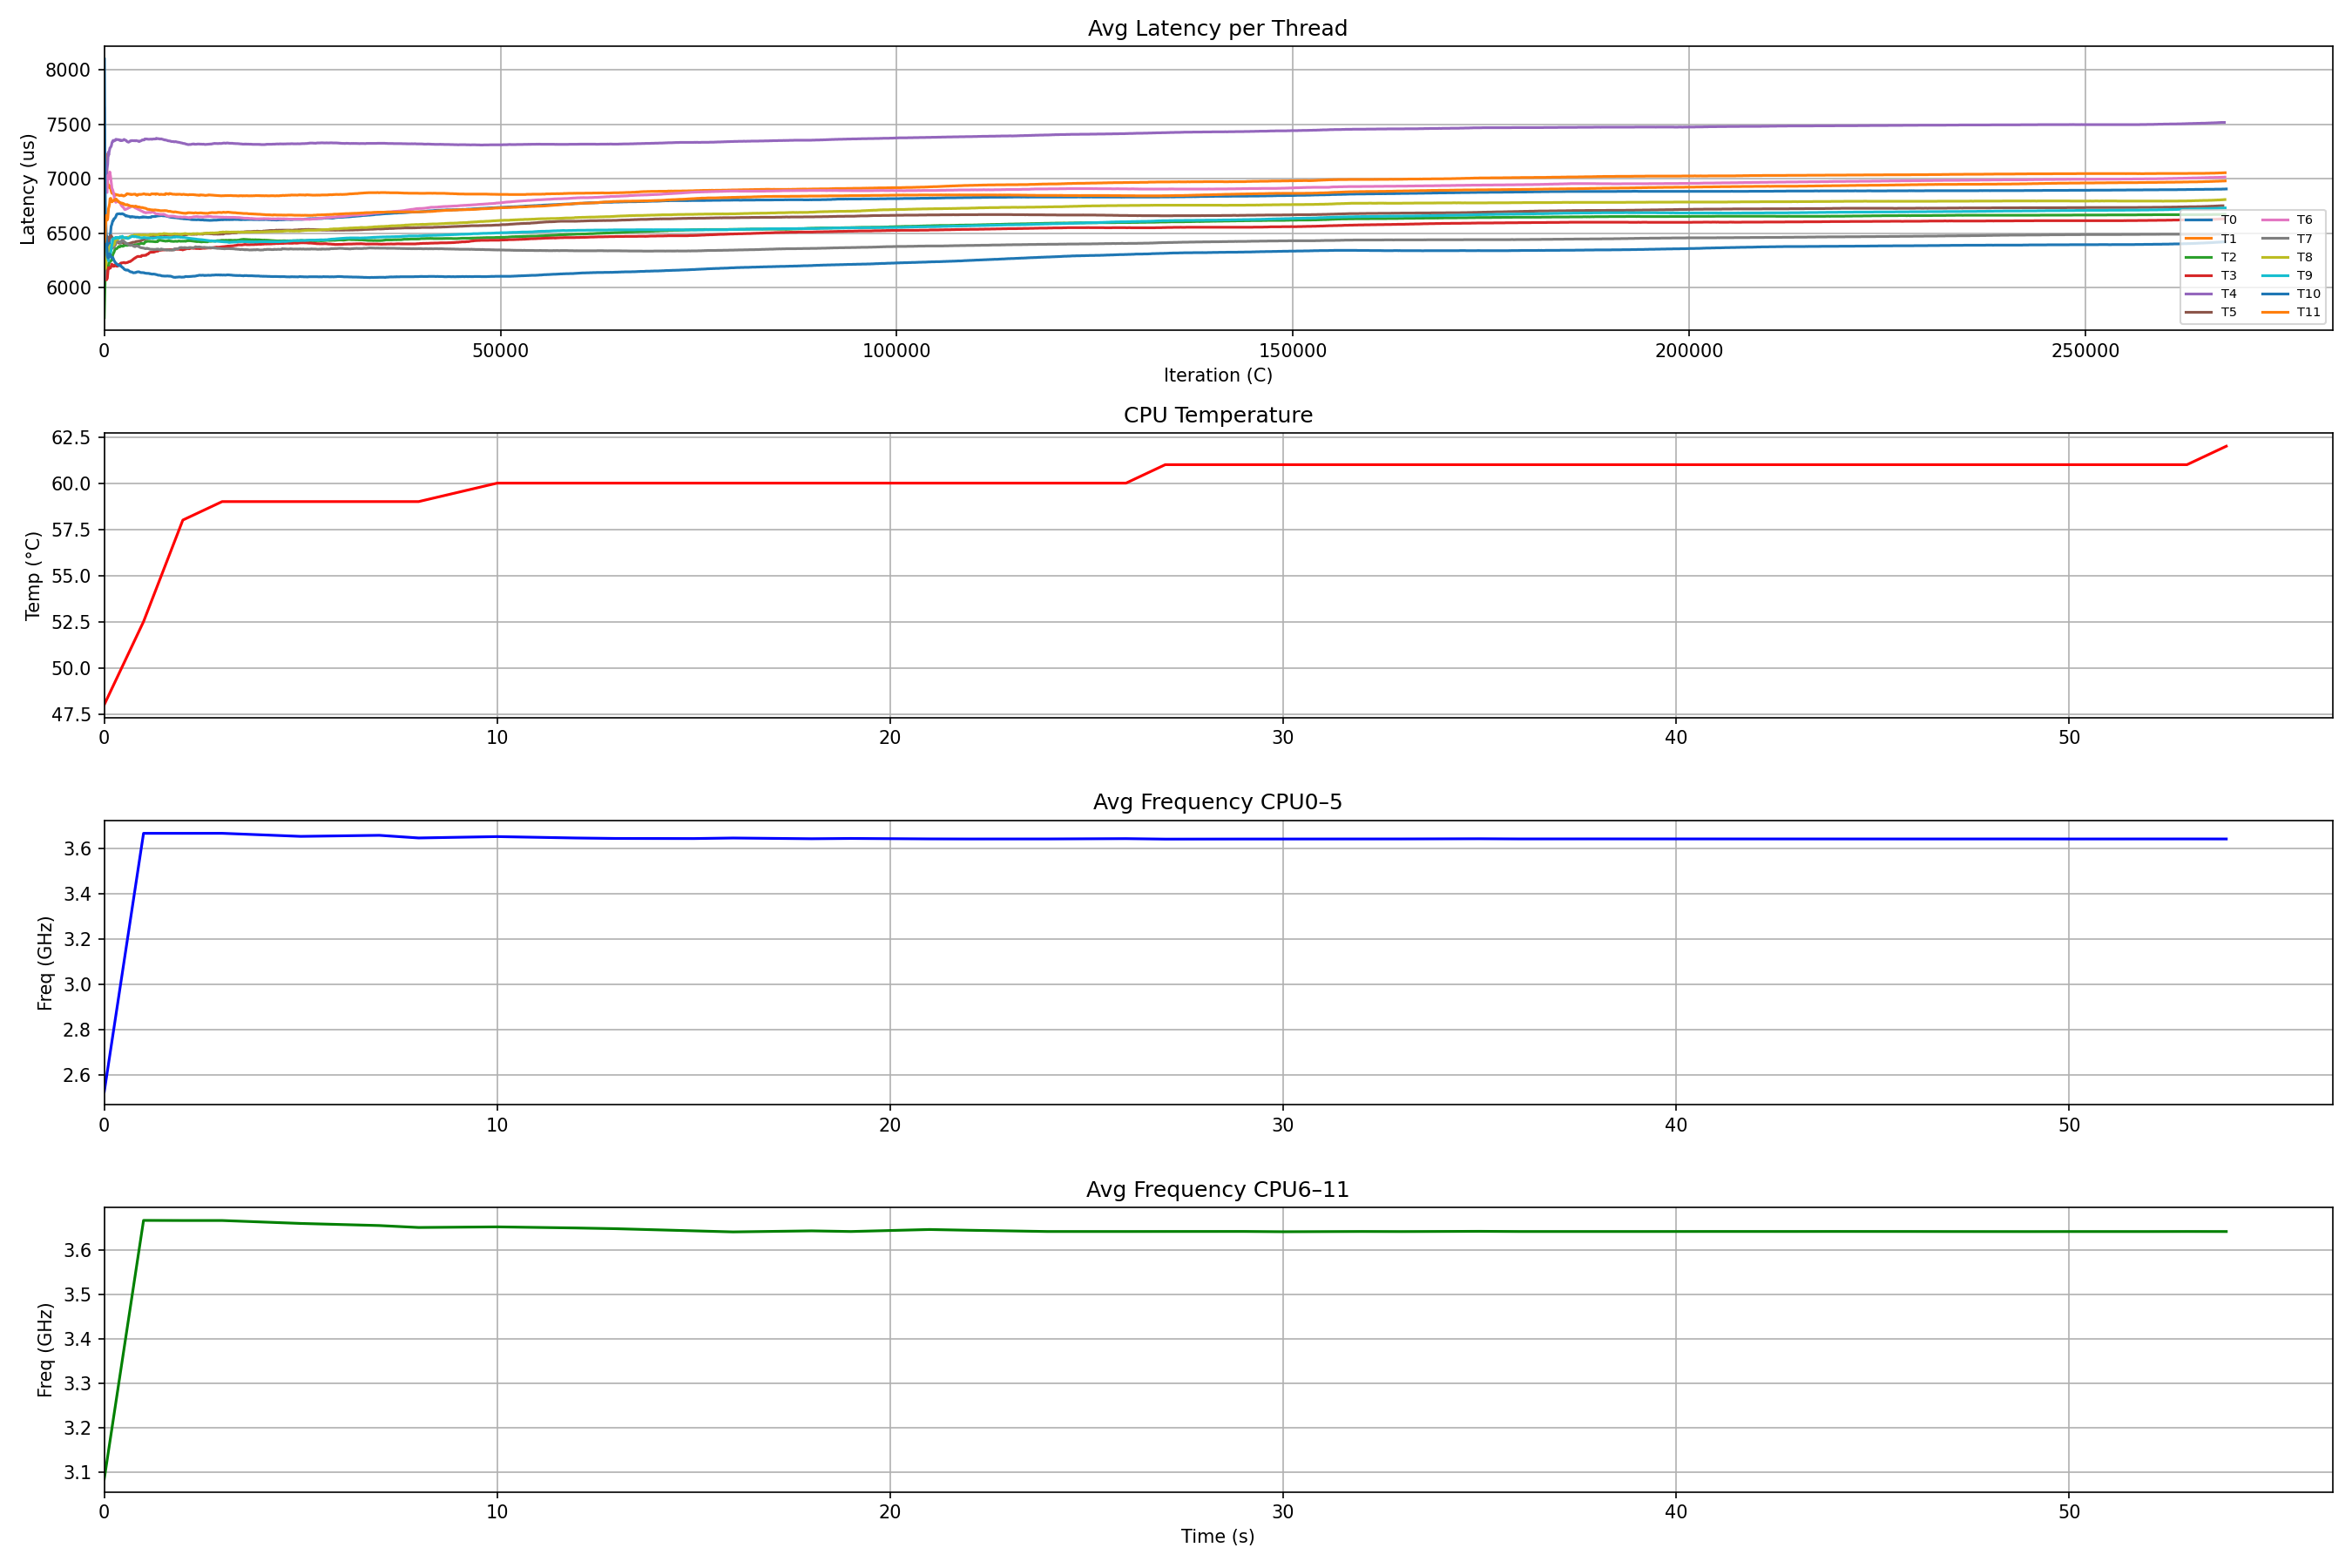 Avg Latency per Thread
Latency (us)
8000
7500
7000
6500
6000
T0 T6
T1 T7
T2 T8
T3 T9
T4 T10
T5 T11
0 50000 100000 150000 200000 250000
Iteration (C)
CPU Temperature
Temp (°C)
62.5
60.0
57.5
55.0
52.5
50.0
47.5
0 10 20 30 40 50
Avg Frequency CPU0–5
Freq (GHz)
3.6
3.4
3.2
3.0
2.8
2.6
0 10 20 30 40 50
Avg Frequency CPU6–11
Freq (GHz)
3.6
3.5
3.4
3.3
3.2
3.1
0 10 20 30 40 50
Time (s)